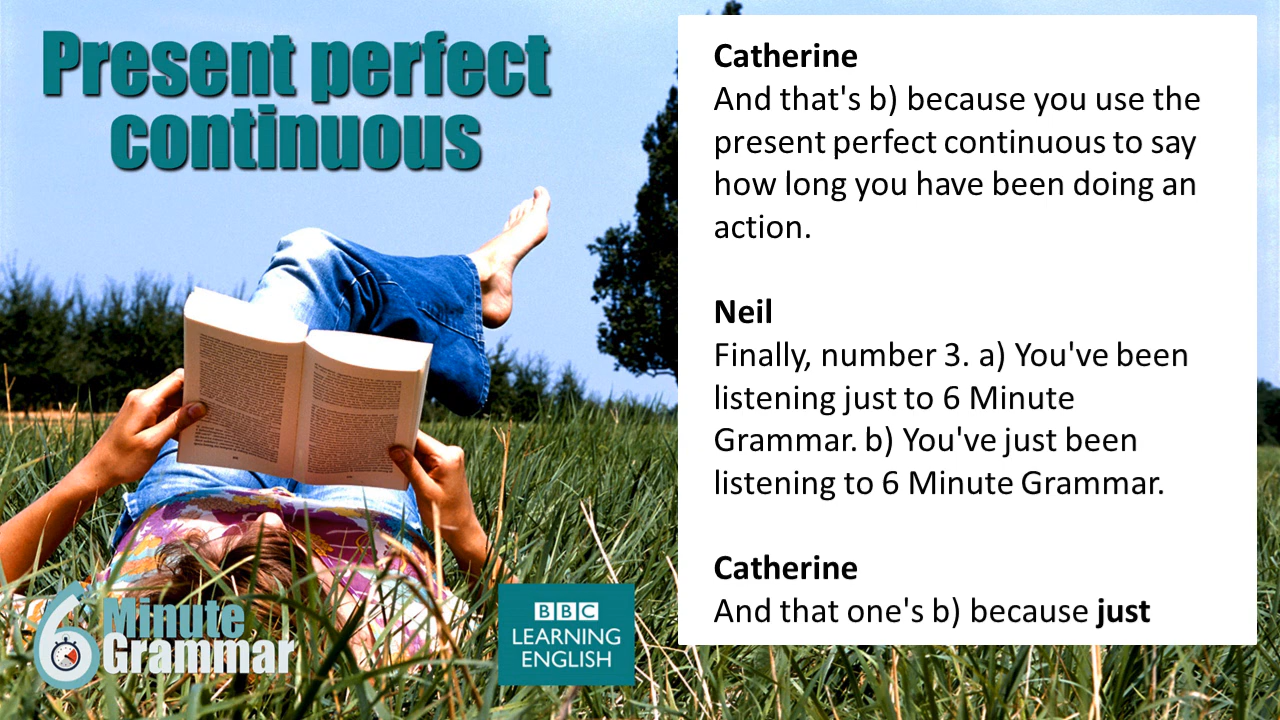 Present perfect
continuous
Catherine
And that's b) because you use the
present perfect continuous to say
how long you have been doing an
action.
Neil
Finally, number 3. a) You've been
listening just to 6 Minute
Grammar. b) You've just been
listening to 6 Minute Grammar.
Catherine
And that one's b) because just
6 Minute
Grammar
BBC
LEARNING
ENGLISH